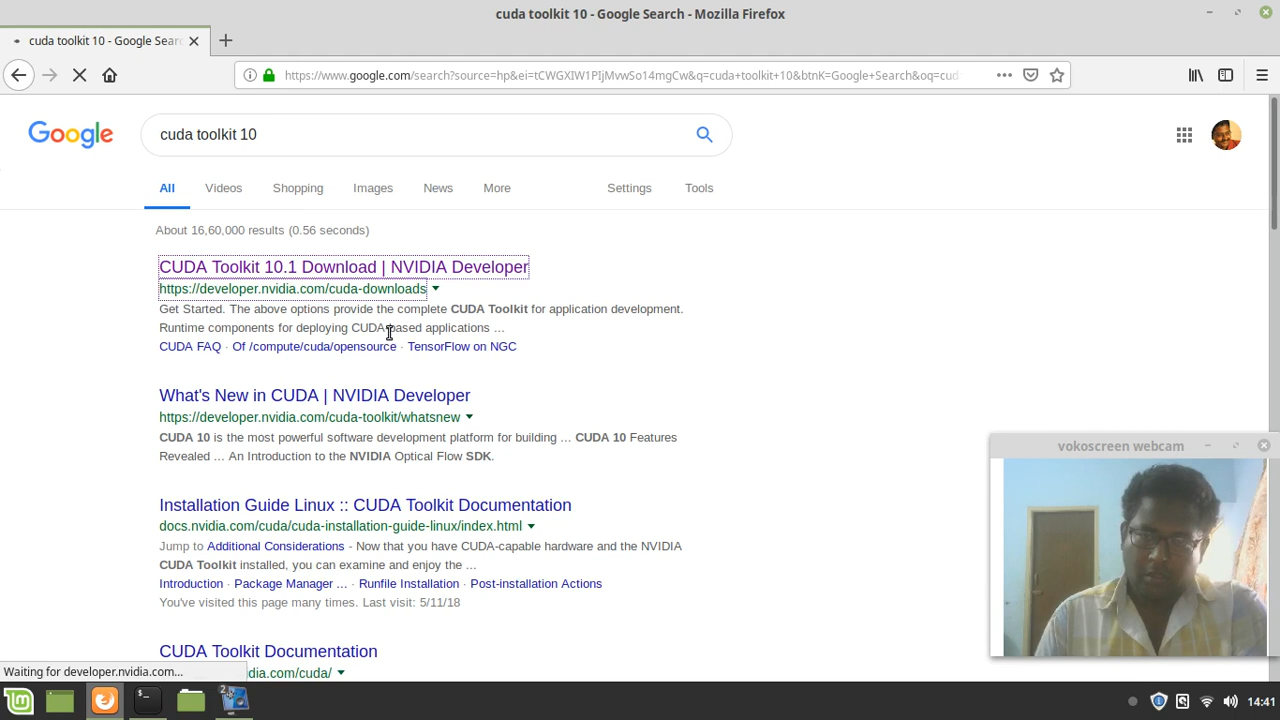 cuda toolkit 10 - Google Search - Mozilla Firefox
cuda toolkit 10 - Google Sear
https://www.google.com/search?source=hp&ei=tCWGXIW1PIjMvwSo14mgCw&q=cuda+toolkit+10&btnK=Google+Search&oq=cud
Google
cuda toolkit 10
All Videos Shopping Images News More Settings Tools
About 16,60,000 results (0.56 seconds)
CUDA Toolkit 10.1 Download | NVIDIA Developer
https://developer.nvidia.com/cuda-downloads
Get Started. The above options provide the complete CUDA Toolkit for application development.
Runtime components for deploying CUDA-based applications ...
CUDA FAQ · Of /compute/cuda/opensource · TensorFlow on NGC
What's New in CUDA | NVIDIA Developer
https://developer.nvidia.com/cuda-toolkit/whatsnew
CUDA 10 is the most powerful software development platform for building ... CUDA 10 Features
Revealed ... An Introduction to the NVIDIA Optical Flow SDK.
vokoscreen webcam
Installation Guide Linux :: CUDA Toolkit Documentation
docs.nvidia.com/cuda/cuda-installation-guide-linux/index.html
Jump to Additional Considerations - Now that you have CUDA-capable hardware and the NVIDIA
CUDA Toolkit installed, you can examine and enjoy the ...
Introduction · Package Manager ... · Runfile Installation · Post-installation Actions
You've visited this page many times. Last visit: 5/11/18
CUDA Toolkit Documentation
Waiting for developer.nvidia.com...
dia.com/cuda/
2
14:41